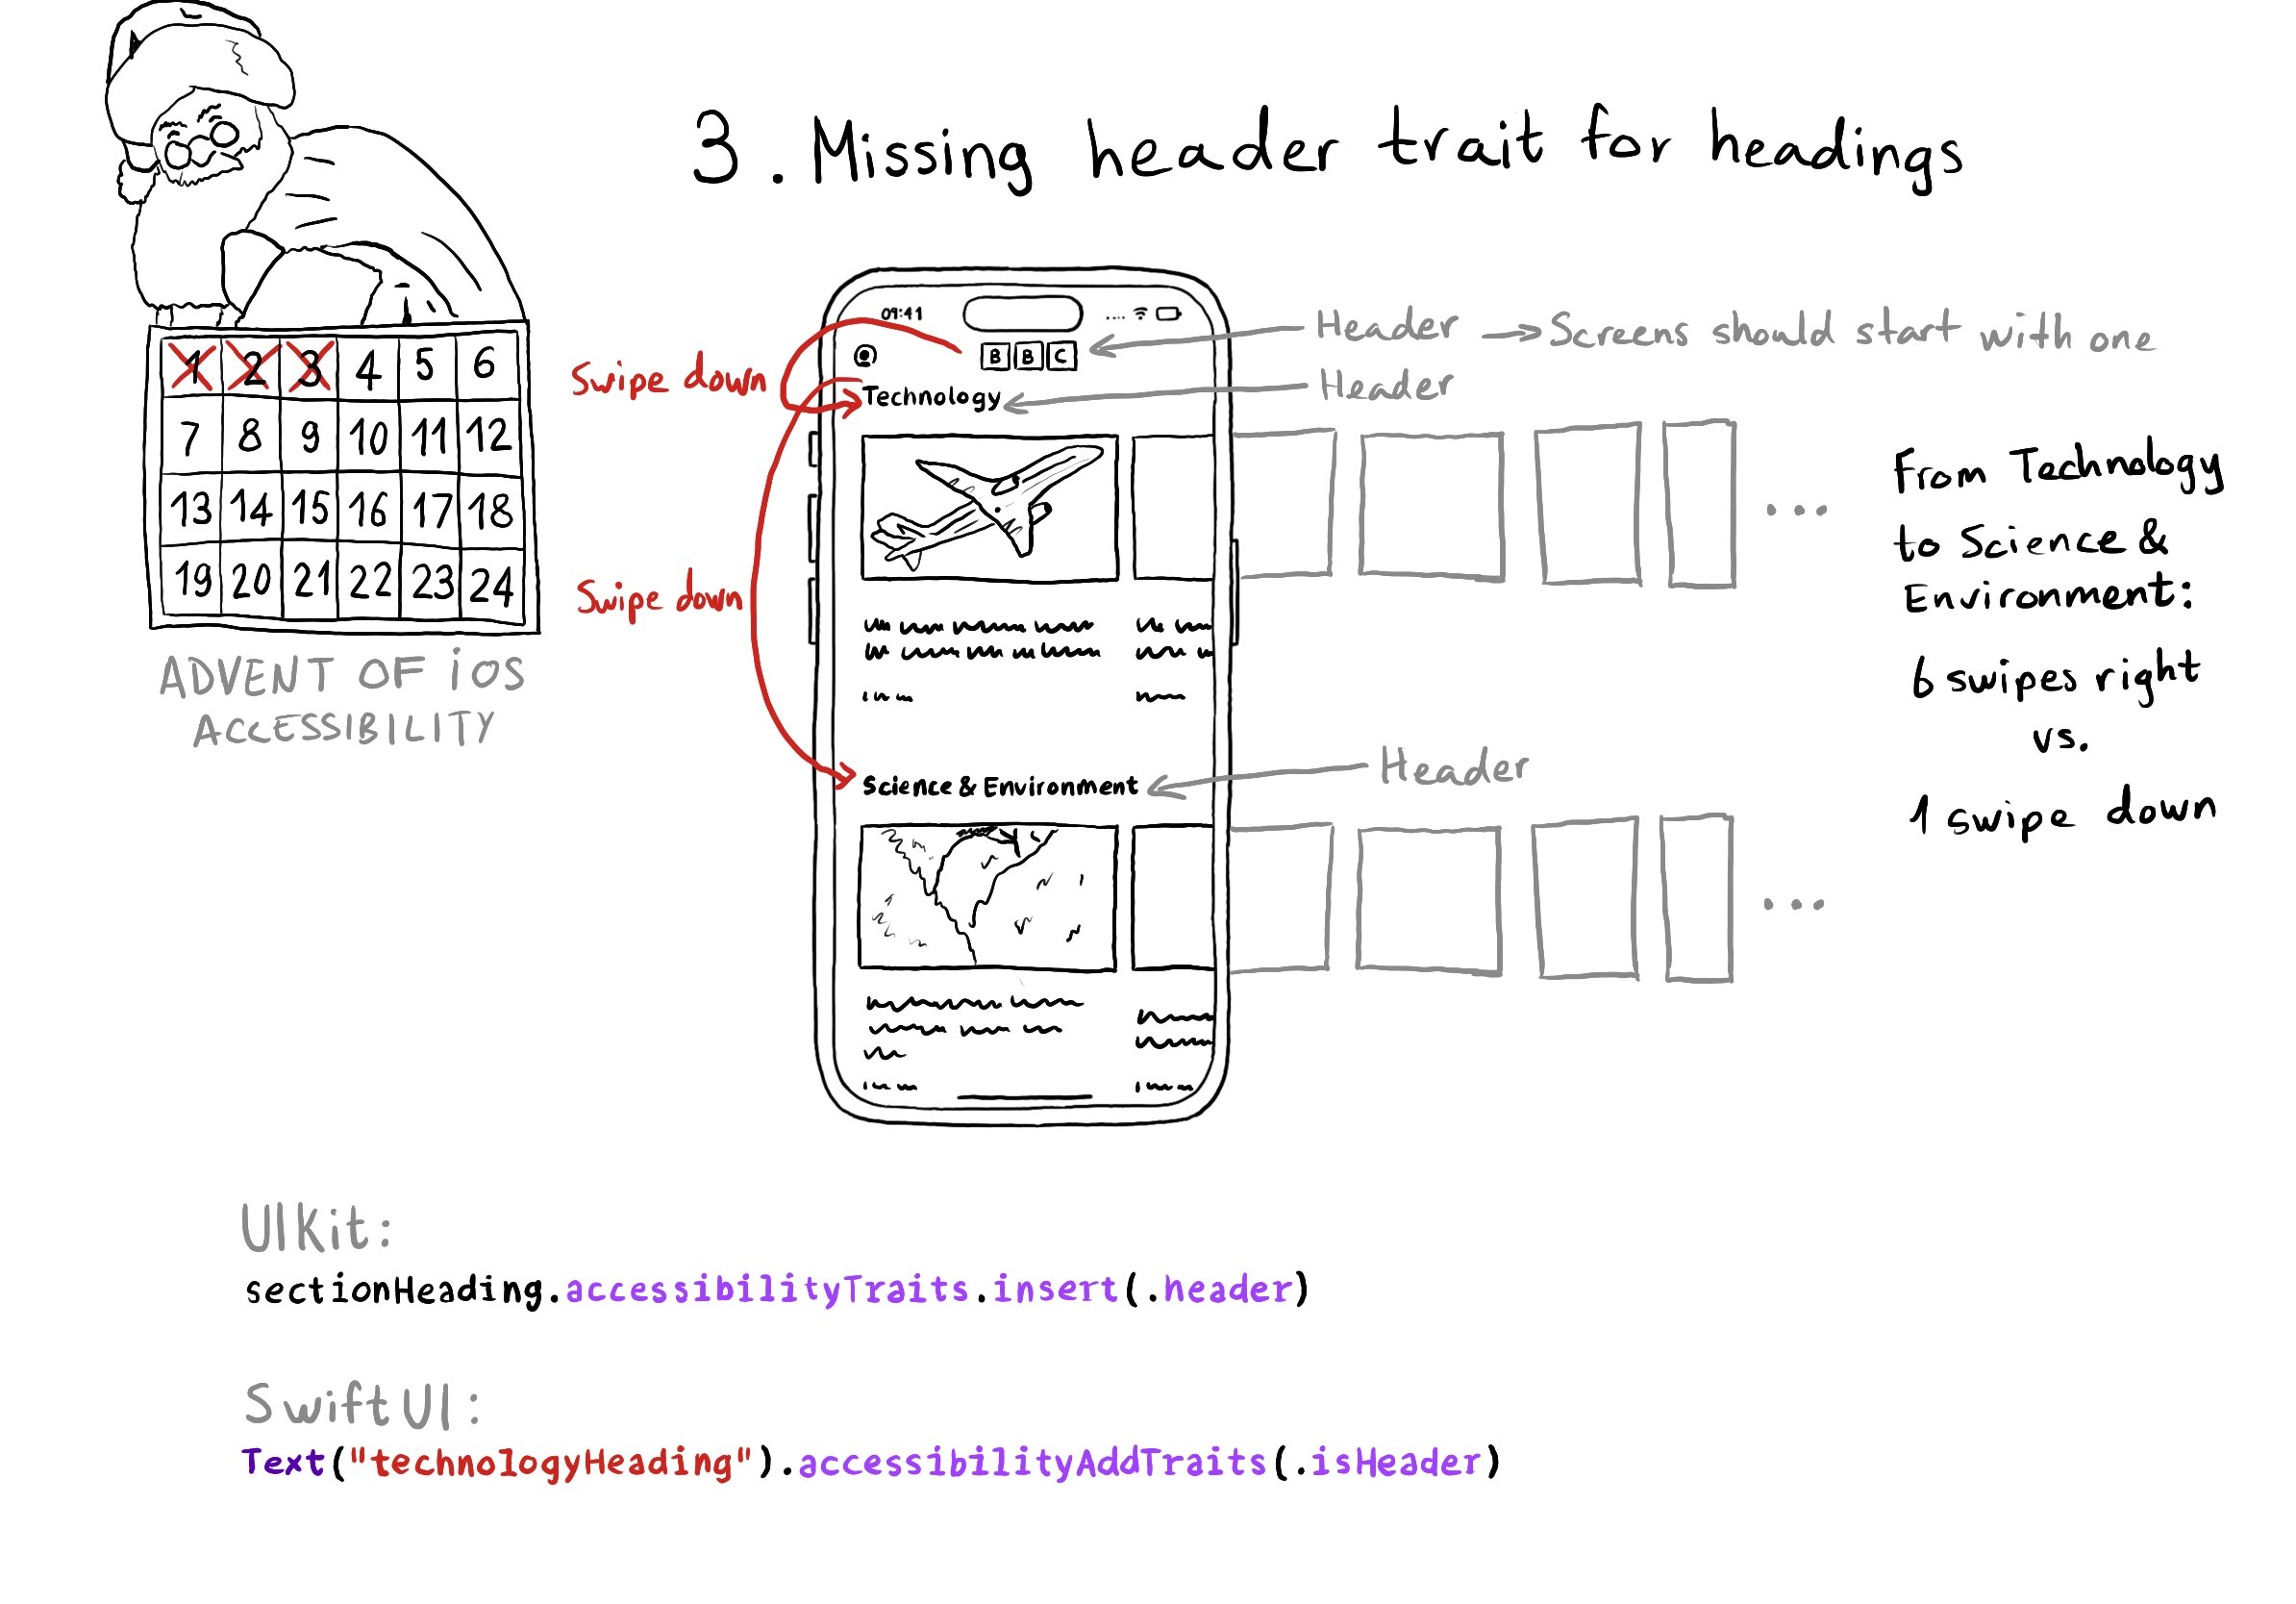 3. Missing header trait for headings
1 2 3 4 5 6
7 8 9 10 11 12
13 14 15 16 17 18
19 20 21 22 23 24
ADVENT OF iOS
ACCESSIBILITY
Swipe down
Swipe down
09:41
B B C
Technology
Science & Environment
Header → Screens should start with one
Header
Header
From Technology
to Science &
Environment:
6 swipes right
vs.
1 swipe down
...
...
UIKit:
sectionHeading.accessibilityTraits.insert(.header)
SwiftUI:
Text("technologyHeading").accessibilityAddTraits(.isHeader)